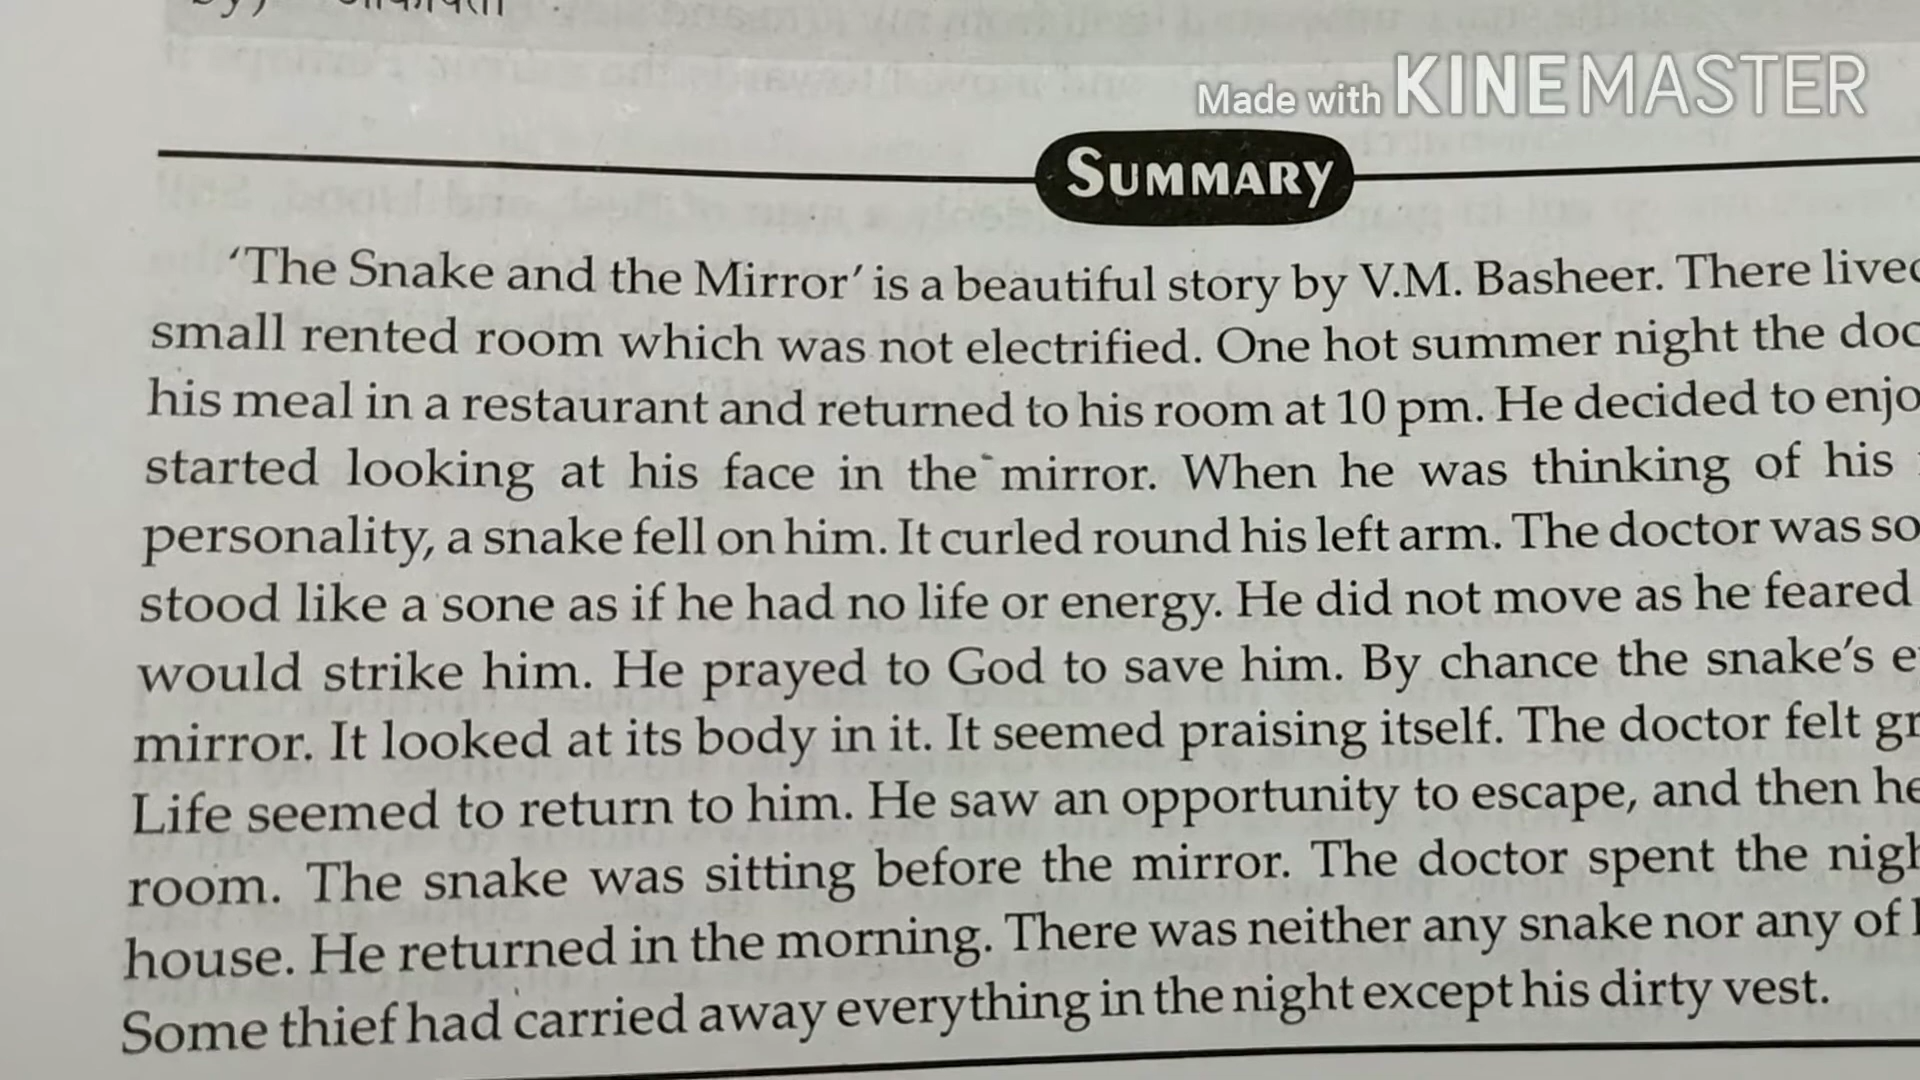 Made with KINEMASTER
SUMMARY
'The Snake and the Mirror' is a beautiful story by V.M. Basheer. There
small rented room which was not electrified. One hot summer night the
his meal in a restaurant and returned to his room at 10 pm. He decided to
started looking at his face in the mirror. When he was thinking of his
personality, a snake fell on him. It curled round his left arm. The doctor was so
stood like a sone as if he had no life or energy. He did not move as he feared
would strike him. He prayed to God to save him. By chance the snake's
mirror. It looked at its body in it. It seemed praising itself. The doctor felt
Life seemed to return to him. He saw an opportunity to escape, and then
room. The snake was sitting before the mirror. The doctor spent the
house. He returned in the morning. There was neither any snake nor any of
Some thief had carried away everything in the night except his dirty vest.